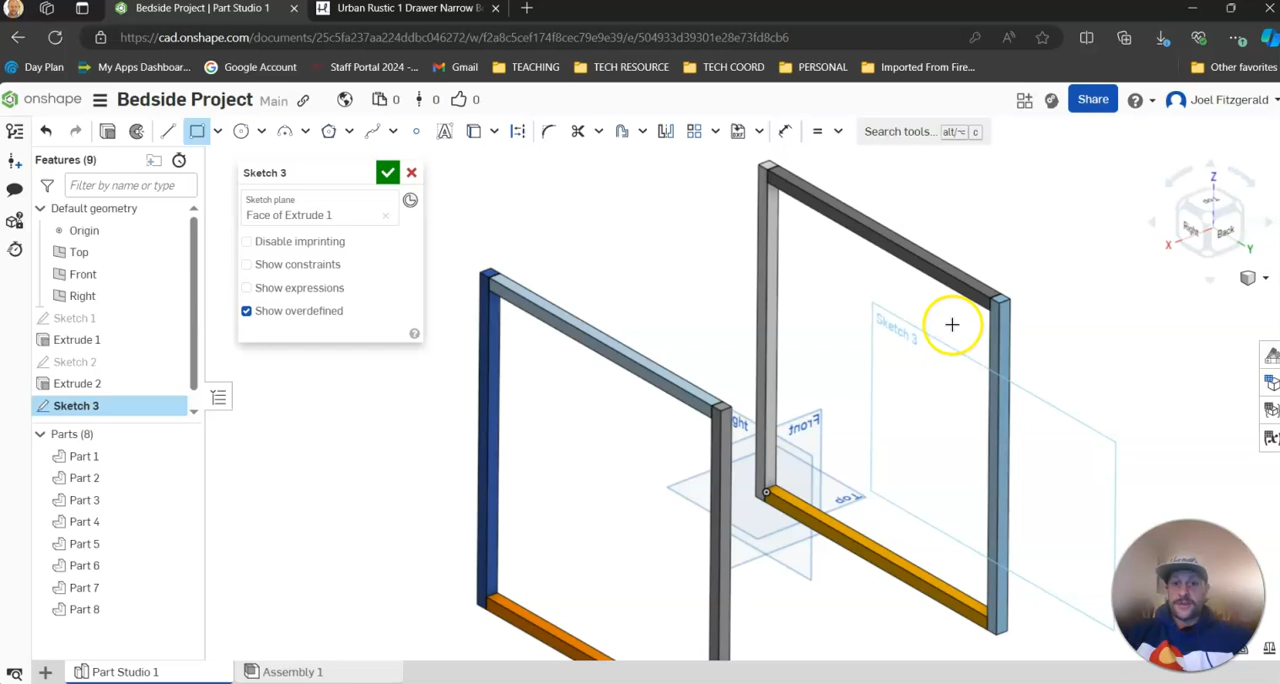 Bedside Project | Part Studio 1
Urban Rustic 1 Drawer Narrow B
https://cad.onshape.com/documents/25c5fa237aa224ddbc046272/w/f2a8c5cef174f8cec79e9e39/e/504933d39301e28e73fd8cb6
Day Plan
My Apps Dashboar...
Google Account
Staff Portal 2024 -...
Gmail
TEACHING
TECH RESOURCE
TECH COORD
PERSONAL
Imported From Fire...
Other favorites
onshape
Bedside Project
Main
0
0
0
Share
Joel Fitzgerald
Search tools...
alt/⌥
c
Features (9)
Filter by name or type
Default geometry
Origin
Top
Front
Right
Sketch 1
Extrude 1
Sketch 2
Extrude 2
Sketch 3
Parts (8)
Part 1
Part 2
Part 3
Part 4
Part 5
Part 6
Part 7
Part 8
Sketch 3
Sketch plane
Face of Extrude 1
Disable imprinting
Show constraints
Show expressions
Show overdefined
Sketch 3
Front
Top
Z
Right
Back
X
Y
Part Studio 1
Assembly 1